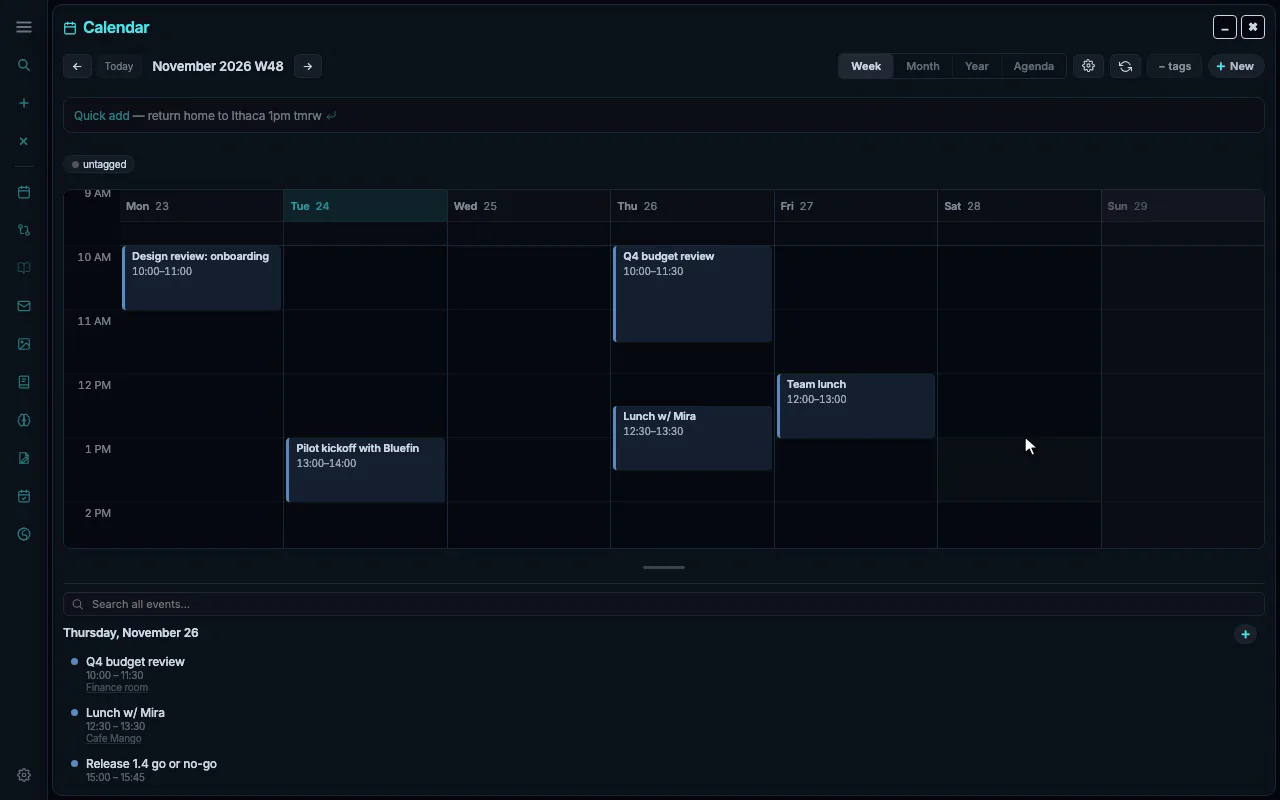 Calendar
Today
November 2026 W48
Week
Month
Year
Agenda
– tags
+ New
Quick add — return home to Ithaca 1pm tmrw
untagged
Mon 23
Tue 24
Wed 25
Thu 26
Fri 27
Sat 28
Sun 29
9 AM
10 AM
11 AM
12 PM
1 PM
2 PM
Design review: onboarding
10:00–11:00
Pilot kickoff with Bluefin
13:00–14:00
Q4 budget review
10:00–11:30
Lunch w/ Mira
12:30–13:30
Team lunch
12:00–13:00
Search all events...
Thursday, November 26
Q4 budget review
10:00 – 11:30
Finance room
Lunch w/ Mira
12:30 – 13:30
Cafe Mango
Release 1.4 go or no-go
15:00 – 15:45